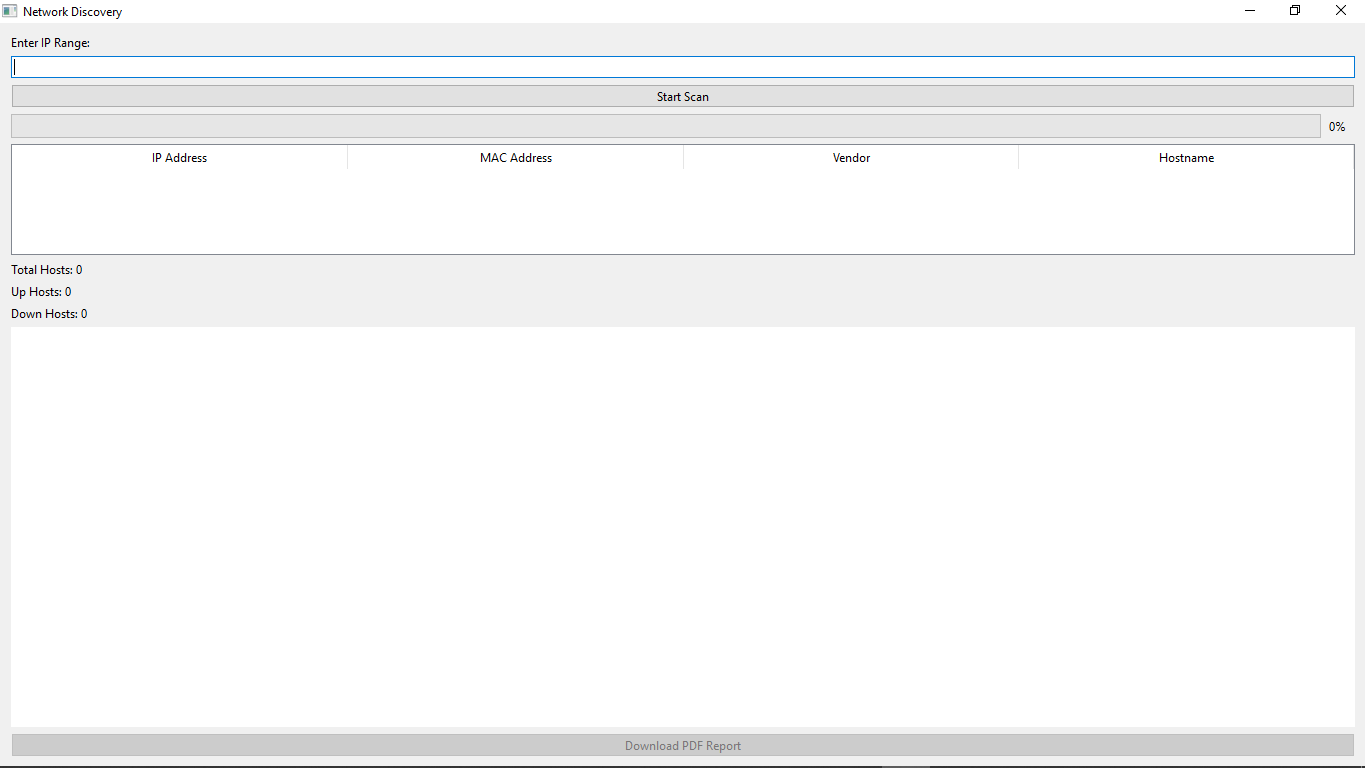 Network Discovery
Enter IP Range:
Start Scan
0%
IP Address MAC Address Vendor Hostname
Total Hosts: 0
Up Hosts: 0
Down Hosts: 0
Download PDF Report